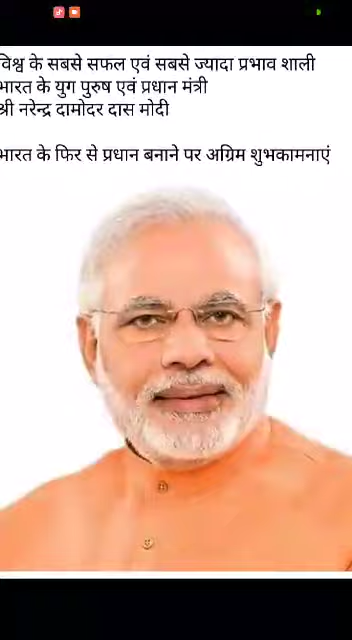 विश्व के सबसे सफल एवं सबसे ज्यादा प्रभाव शाली
भारत के युग पुरुष एवं प्रधान मंत्री
श्री नरेन्द्र दामोदर दास मोदी
भारत के फिर से प्रधान बनाने पर अग्रिम शुभकामनाएं